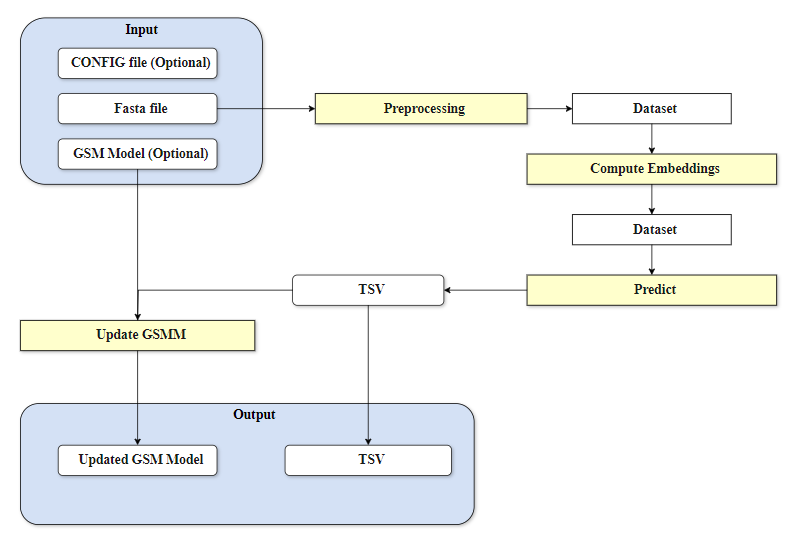 Input
CONFIG file (Optional)
Fasta file
Preprocessing
Dataset
GSM Model (Optional)
Compute Embeddings
Dataset
TSV
Predict
Update GSMM
Output
Updated GSM Model
TSV